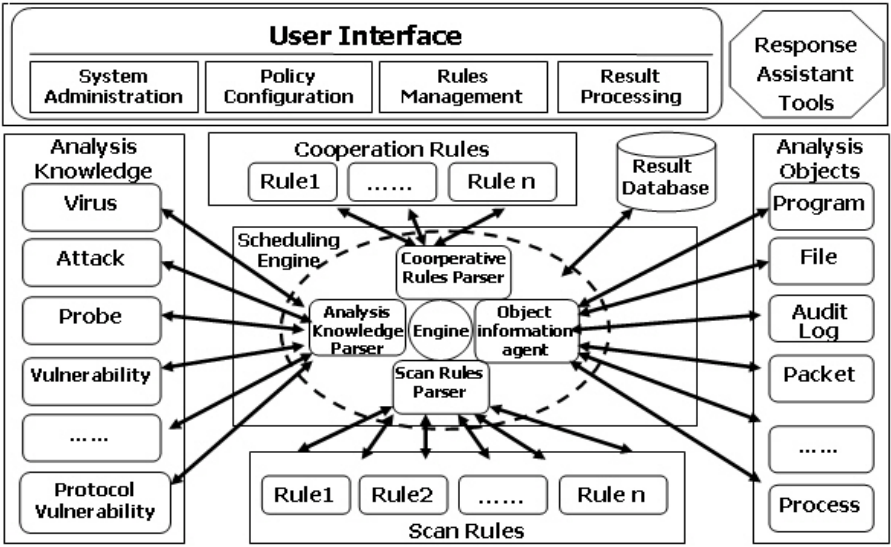 User Interface
System
Administration
Policy
Configuration
Rules
Management
Result
Processing
Response
Assistant
Tools
Analysis
Knowledge
Virus
Attack
Probe
Vulnerability
... ...
Protocol
Vulnerability
Cooperation Rules
Rule1
……
Rule n
Result
Database
Scheduling
Engine
Coorperative
Rules Parser
Analysis
Knowledge
Parser
Engine
Object
information
agent
Scan Rules
Parser
Rule1
Rule2
……
Rule n
Scan Rules
Analysis
Objects
Program
File
Audit
Log
Packet
... ...
Process